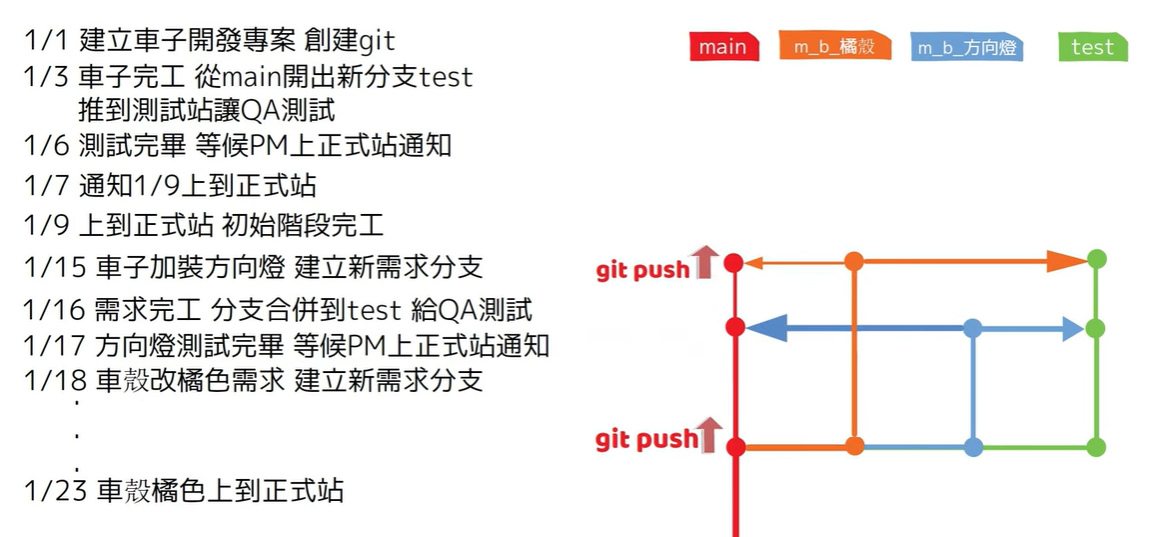 1/1 建立車子開發專案 創建git
1/3 車子完工 從main開出新分支test
推到測試站讓QA測試
1/6 測試完畢 等候PM上正式站通知
1/7 通知1/9上到正式站
1/9 上到正式站 初始階段完工
1/15 車子加裝方向燈 建立新需求分支
1/16 需求完工 分支合併到test 給QA測試
1/17 方向燈測試完畢 等候PM上正式站通知
1/18 車殼改橘色需求 建立新需求分支
.
.
.
1/23 車殼橘色上到正式站
main
m_b_橘殼
m_b_方向燈
test
git push
git push